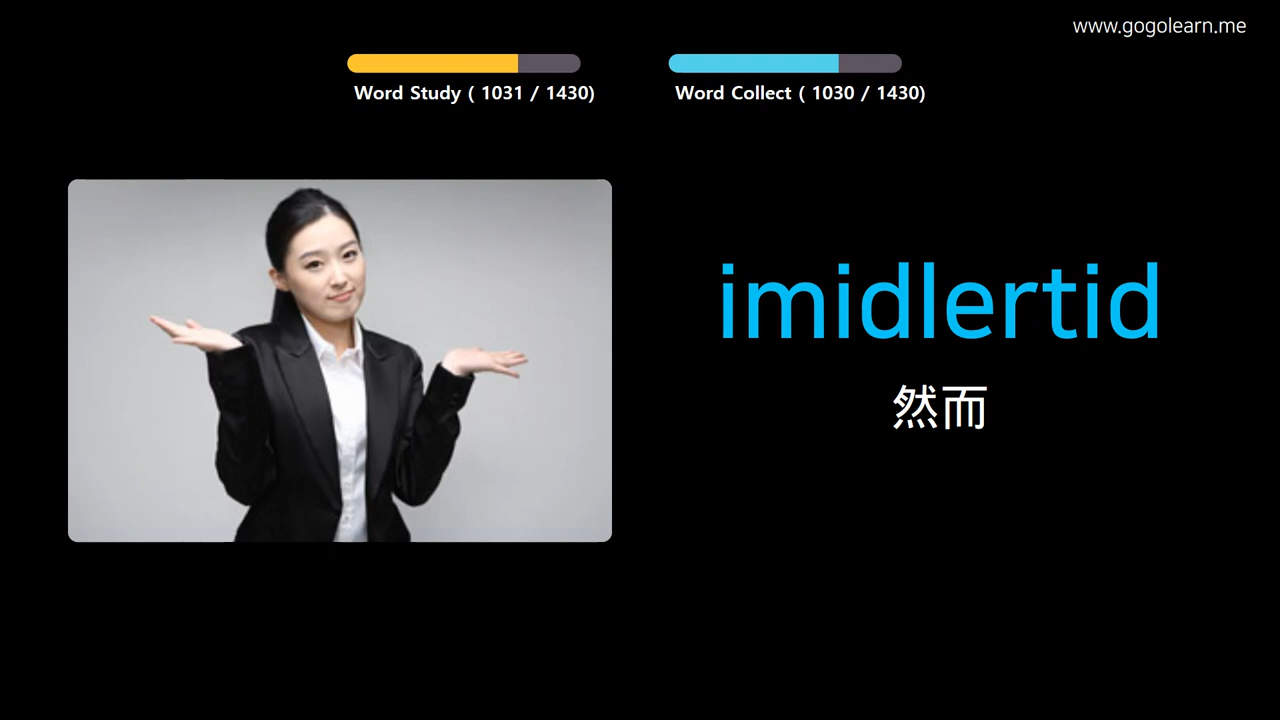 www.gogolearn.me
Word Study ( 1031 / 1430)
Word Collect ( 1030 / 1430)
imidlertid
然而